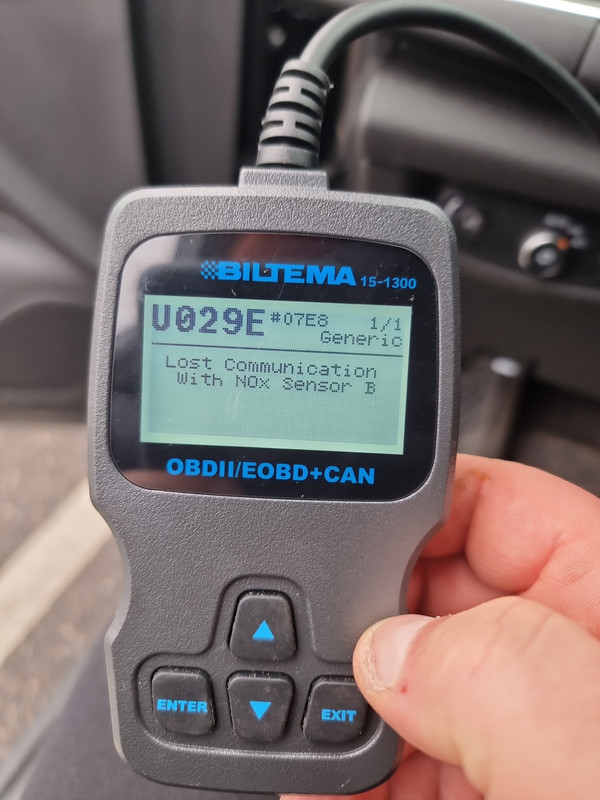 BILTEMA 15-1300
U029E #07E8 1/1
Generic
Lost Communication
With NOx Sensor B
OBDII/EOBD+CAN
ENTER
EXIT